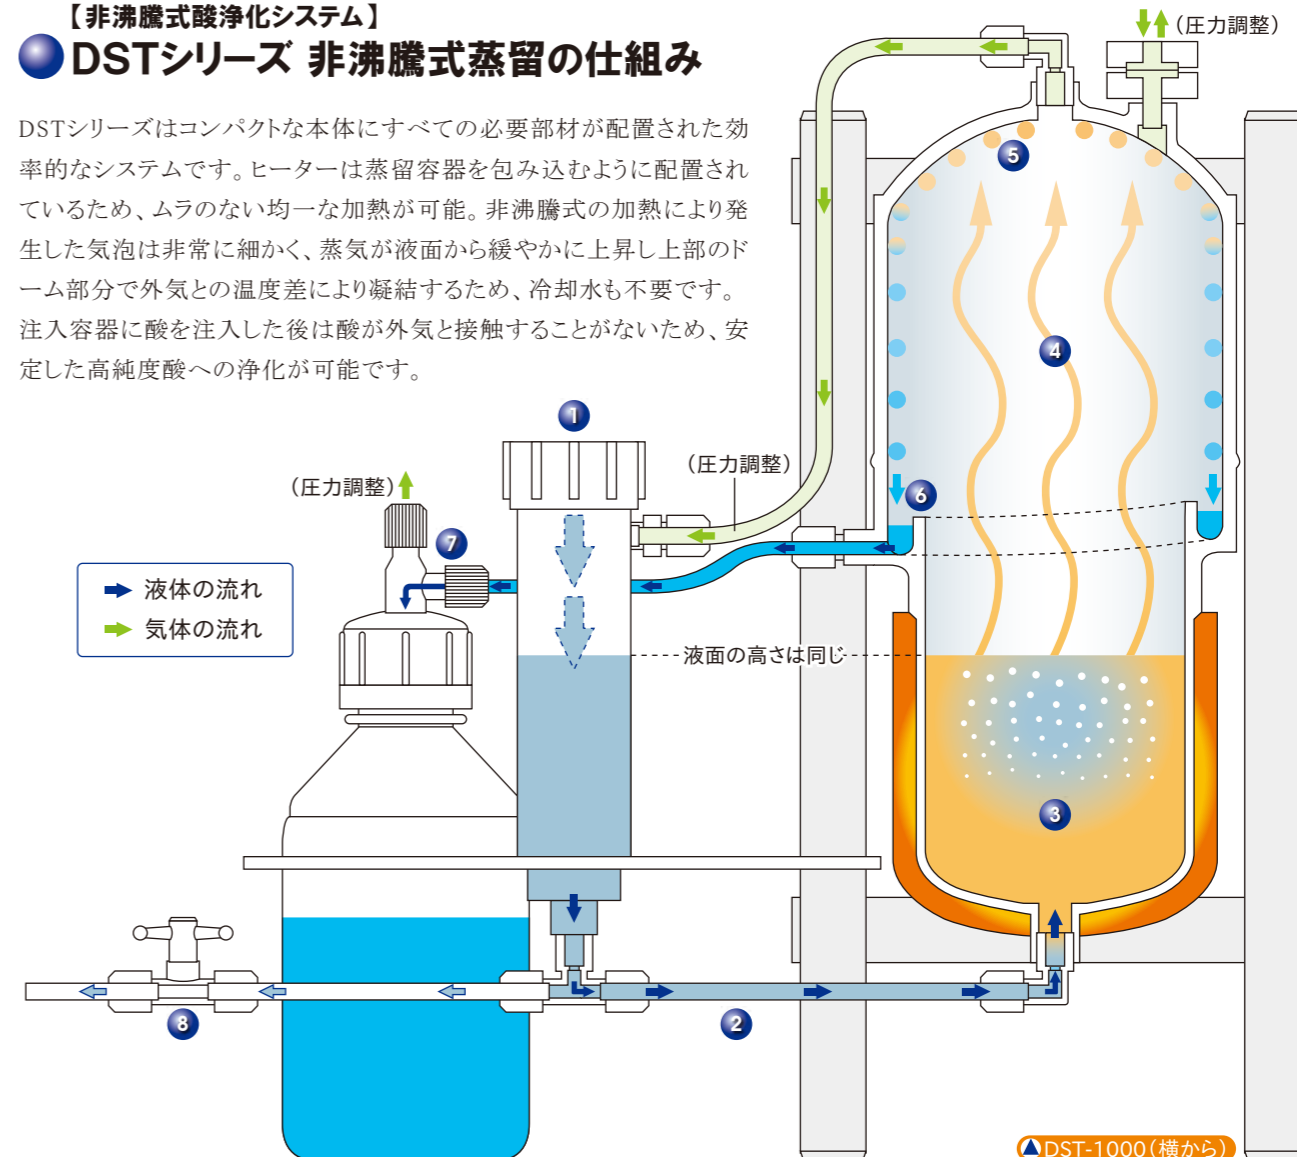 【非沸騰式酸浄化システム】
DSTシリーズ 非沸騰式蒸留の仕組み
DSTシリーズはコンパクトな本体にすべての必要部材が配置された効
率的なシステムです。ヒーターは蒸留容器を包み込むように配置され
ているため、ムラのない均一な加熱が可能。非沸騰式の加熱により発
生した気泡は非常に細かく、蒸気が液面から緩やかに上昇し上部のド
ーム部分で外気との温度差により凝結するため、冷却水も不要です。
注入容器に酸を注入した後は酸が外気と接触することがないため、安
定した高純度酸への浄化が可能です。
(圧力調整)
5
4
1
(圧力調整)
(圧力調整)
6
7
液体の流れ
気体の流れ
液面の高さは同じ
3
8
2
▲DST-1000(横から)